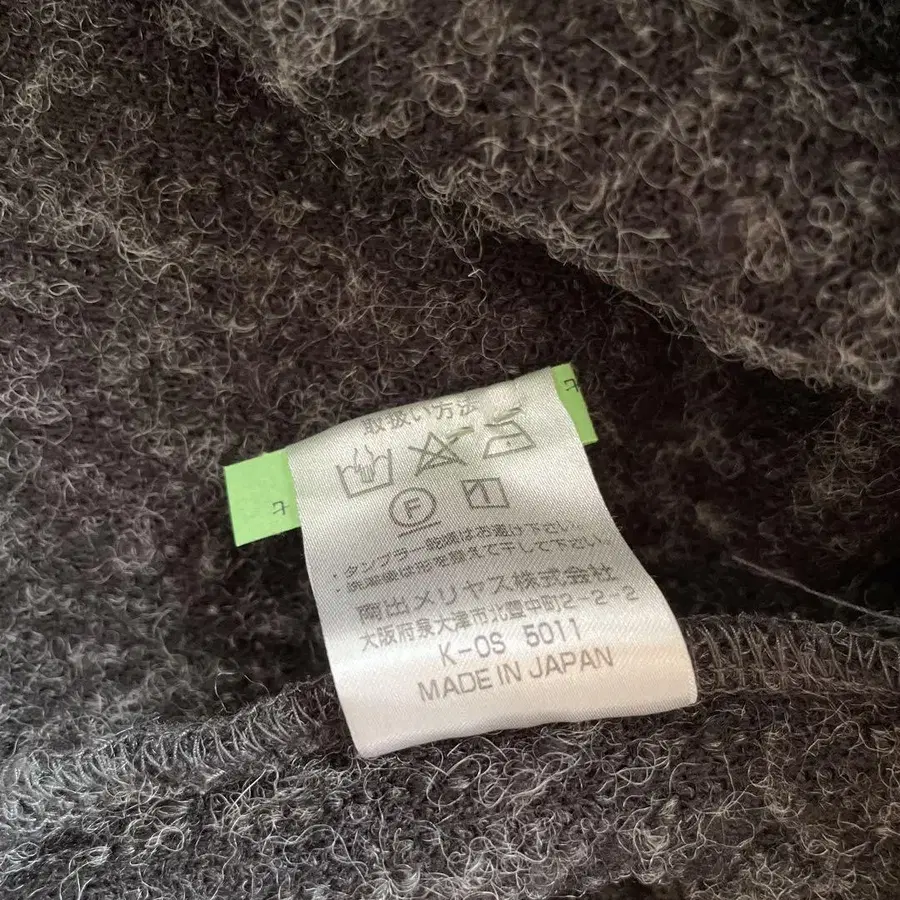 取扱い方法
F
・タンブラー乾燥はお避け下さい。
・洗濯後は形を整えて干して下さい。
両出メリヤス株式会社
大阪府泉大津市北豊中町2-2-2
K-OS 5011
MADE IN JAPAN